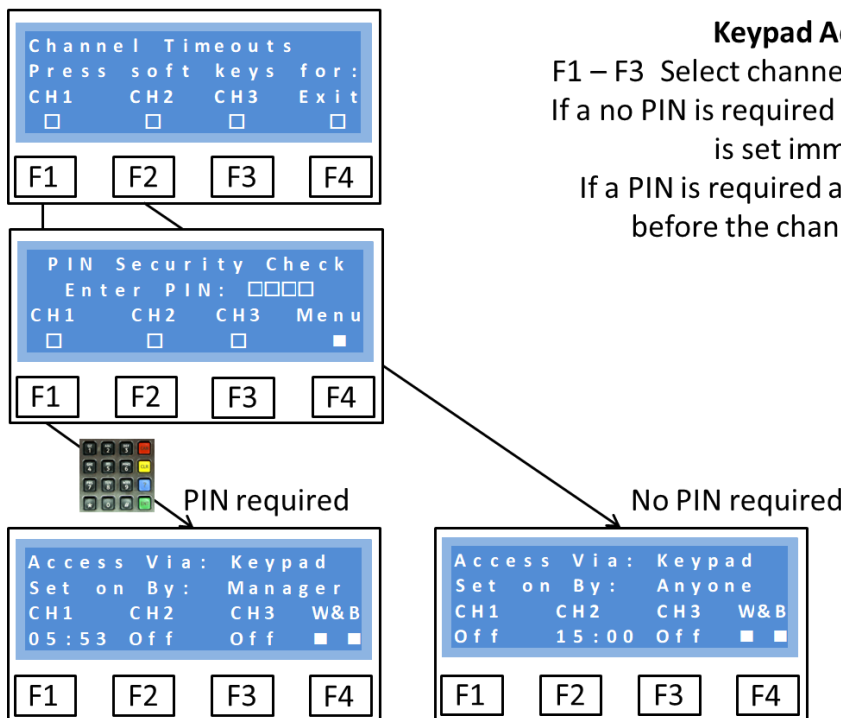 Channel Timeouts
Press soft keys for:
CH1 CH2 CH3 Exit
F1 F2 F3 F4
Keypad
F1 – F3 Select
If a no PIN is required
is set
If a PIN is required
before the
PIN Security Check
Enter PIN:
CH1 CH2 CH3 Menu
F1 F2 F3 F4
PIN required
No PIN required
Access Via: Keypad
Set on By: Manager
CH1 CH2 CH3 W&B
05:53 Off Off
F1 F2 F3 F4
Access Via: Keypad
Set on By: Anyone
CH1 CH2 CH3 W&B
Off 15:00 Off
F1 F2 F3 F4